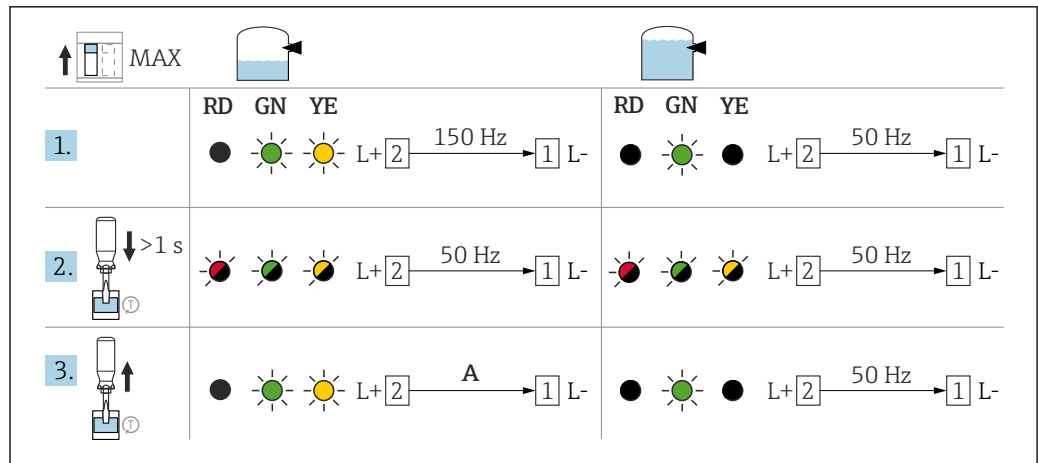 MAX
RD GN YE RD GN YE
1. L+ 2 150 Hz 1 L- L+ 2 50 Hz 1 L-
2. >1 s T L+ 2 50 Hz 1 L- L+ 2 50 Hz 1 L-
3. T L+ 2 A 1 L- L+ 2 50 Hz 1 L-